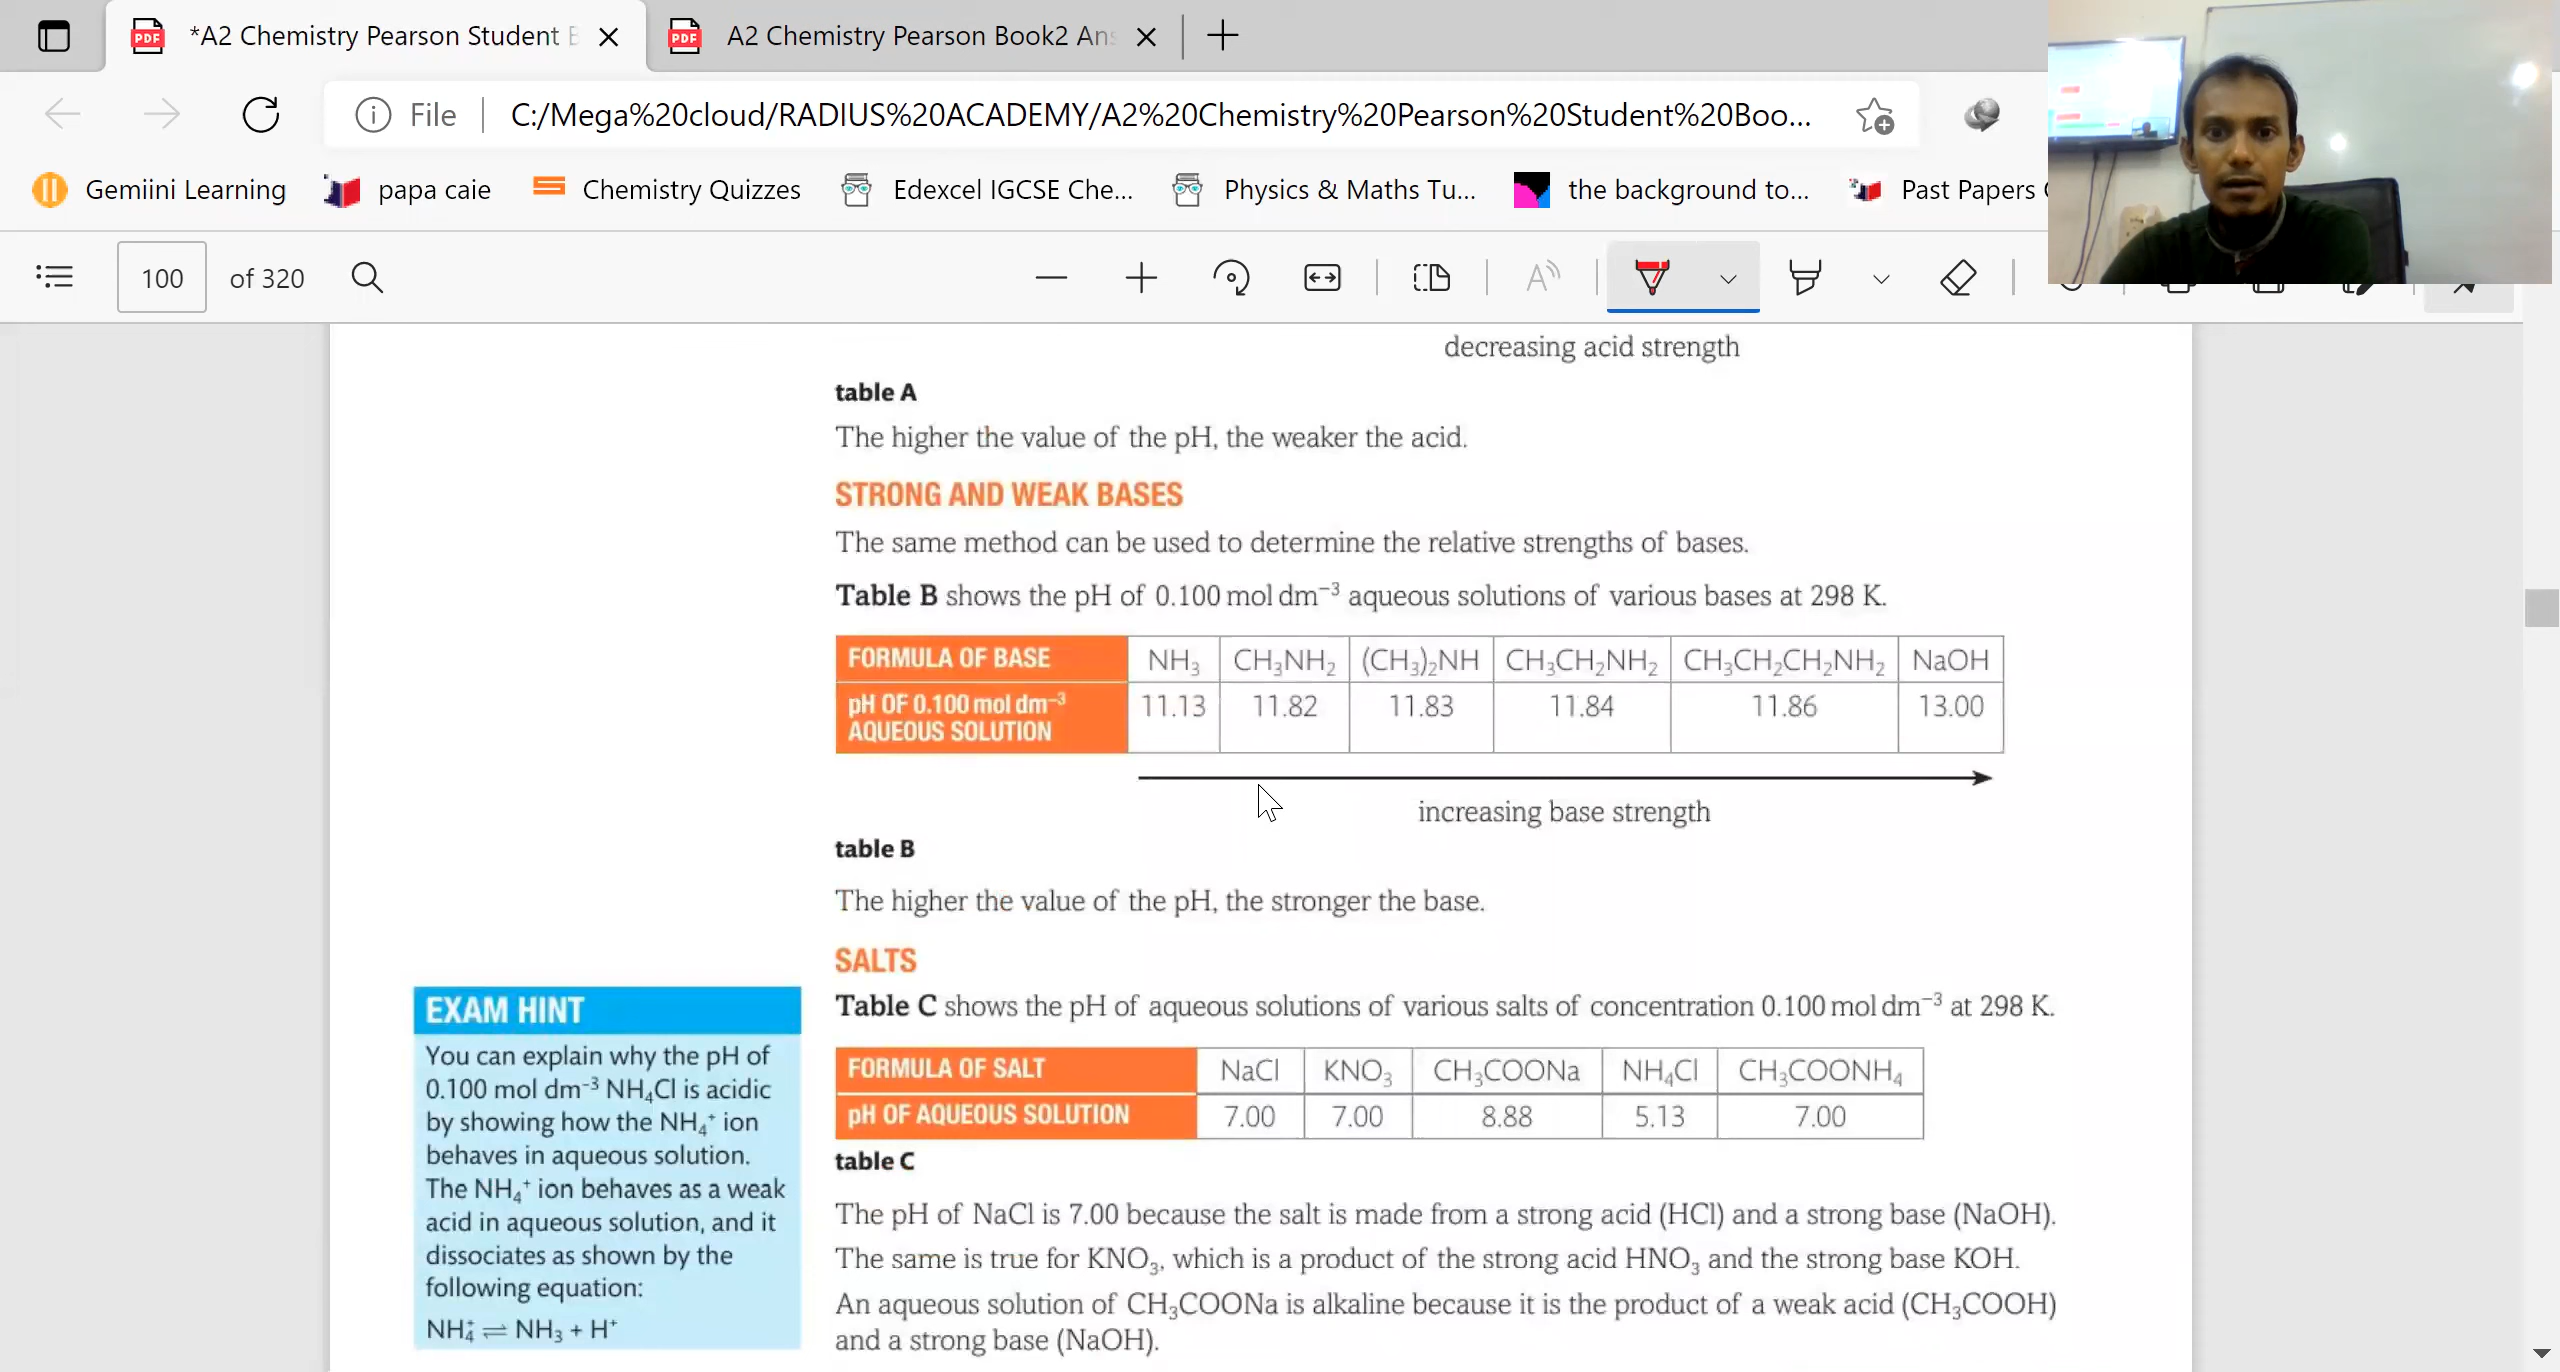 *A2 Chemistry Pearson Student B
A2 Chemistry Pearson Book2 Ans
File
C:/Mega%20cloud/RADIUS%20ACADEMY/A2%20Chemistry%20Pearson%20Student%20Boo...
Gemiini Learning
papa caie
Chemistry Quizzes
Edexcel IGCSE Che...
Physics & Maths Tu...
the background to...
Past Papers
100 of 320
decreasing acid strength
table A
The higher the value of the pH, the weaker the acid.
STRONG AND WEAK BASES
The same method can be used to determine the relative strengths of bases.
Table B shows the pH of 0.100 mol dm⁻³ aqueous solutions of various bases at 298 K.
FORMULA OF BASE NH₃ CH₃NH₂ (CH₃)₂NH CH₃CH₂NH₂ CH₃CH₂CH₂NH₂ NaOH
pH OF 0.100 mol dm⁻³ 11.13 11.82 11.83 11.84 11.86 13.00
AQUEOUS SOLUTION
increasing base strength
table B
The higher the value of the pH, the stronger the base.
SALTS
Table C shows the pH of aqueous solutions of various salts of concentration 0.100 mol dm⁻³ at 298 K.
FORMULA OF SALT NaCl KNO₃ CH₃COONa NH₄Cl CH₃COONH₄
pH OF AQUEOUS SOLUTION 7.00 7.00 8.88 5.13 7.00
table C
The pH of NaCl is 7.00 because the salt is made from a strong acid (HCl) and a strong base (NaOH).
The same is true for KNO₃, which is a product of the strong acid HNO₃ and the strong base KOH.
An aqueous solution of CH₃COONa is alkaline because it is the product of a weak acid (CH₃COOH)
and a strong base (NaOH).
EXAM HINT
You can explain why the pH of
0.100 mol dm⁻³ NH₄Cl is acidic
by showing how the NH₄⁺ ion
behaves in aqueous solution.
The NH₄⁺ ion behaves as a weak
acid in aqueous solution, and it
dissociates as shown by the
following equation:
NH₄⁺ ⇌ NH₃ + H⁺